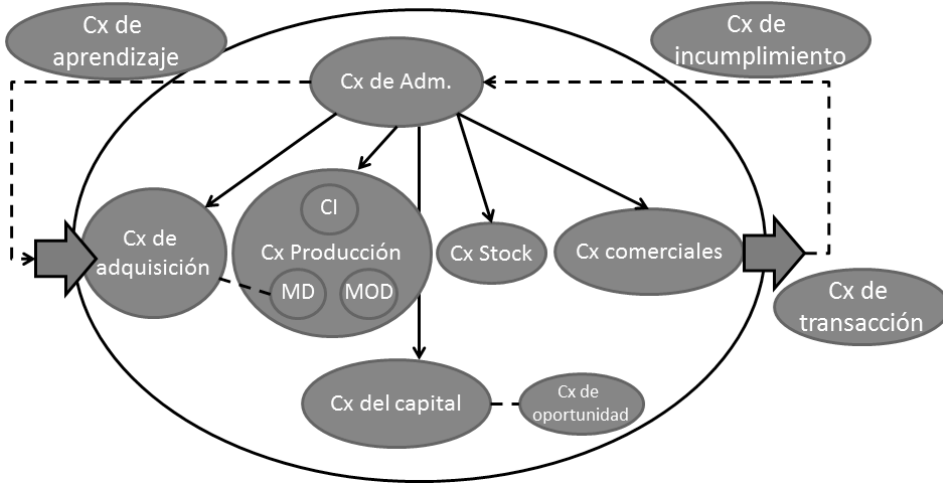 Cx de
aprendizaje
Cx de
incumplimiento
Cx de Adm.
CI
Cx de
adquisición
Cx Producción
MD
MOD
Cx Stock
Cx comerciales
Cx de
transacción
Cx del capital
Cx de
oportunidad